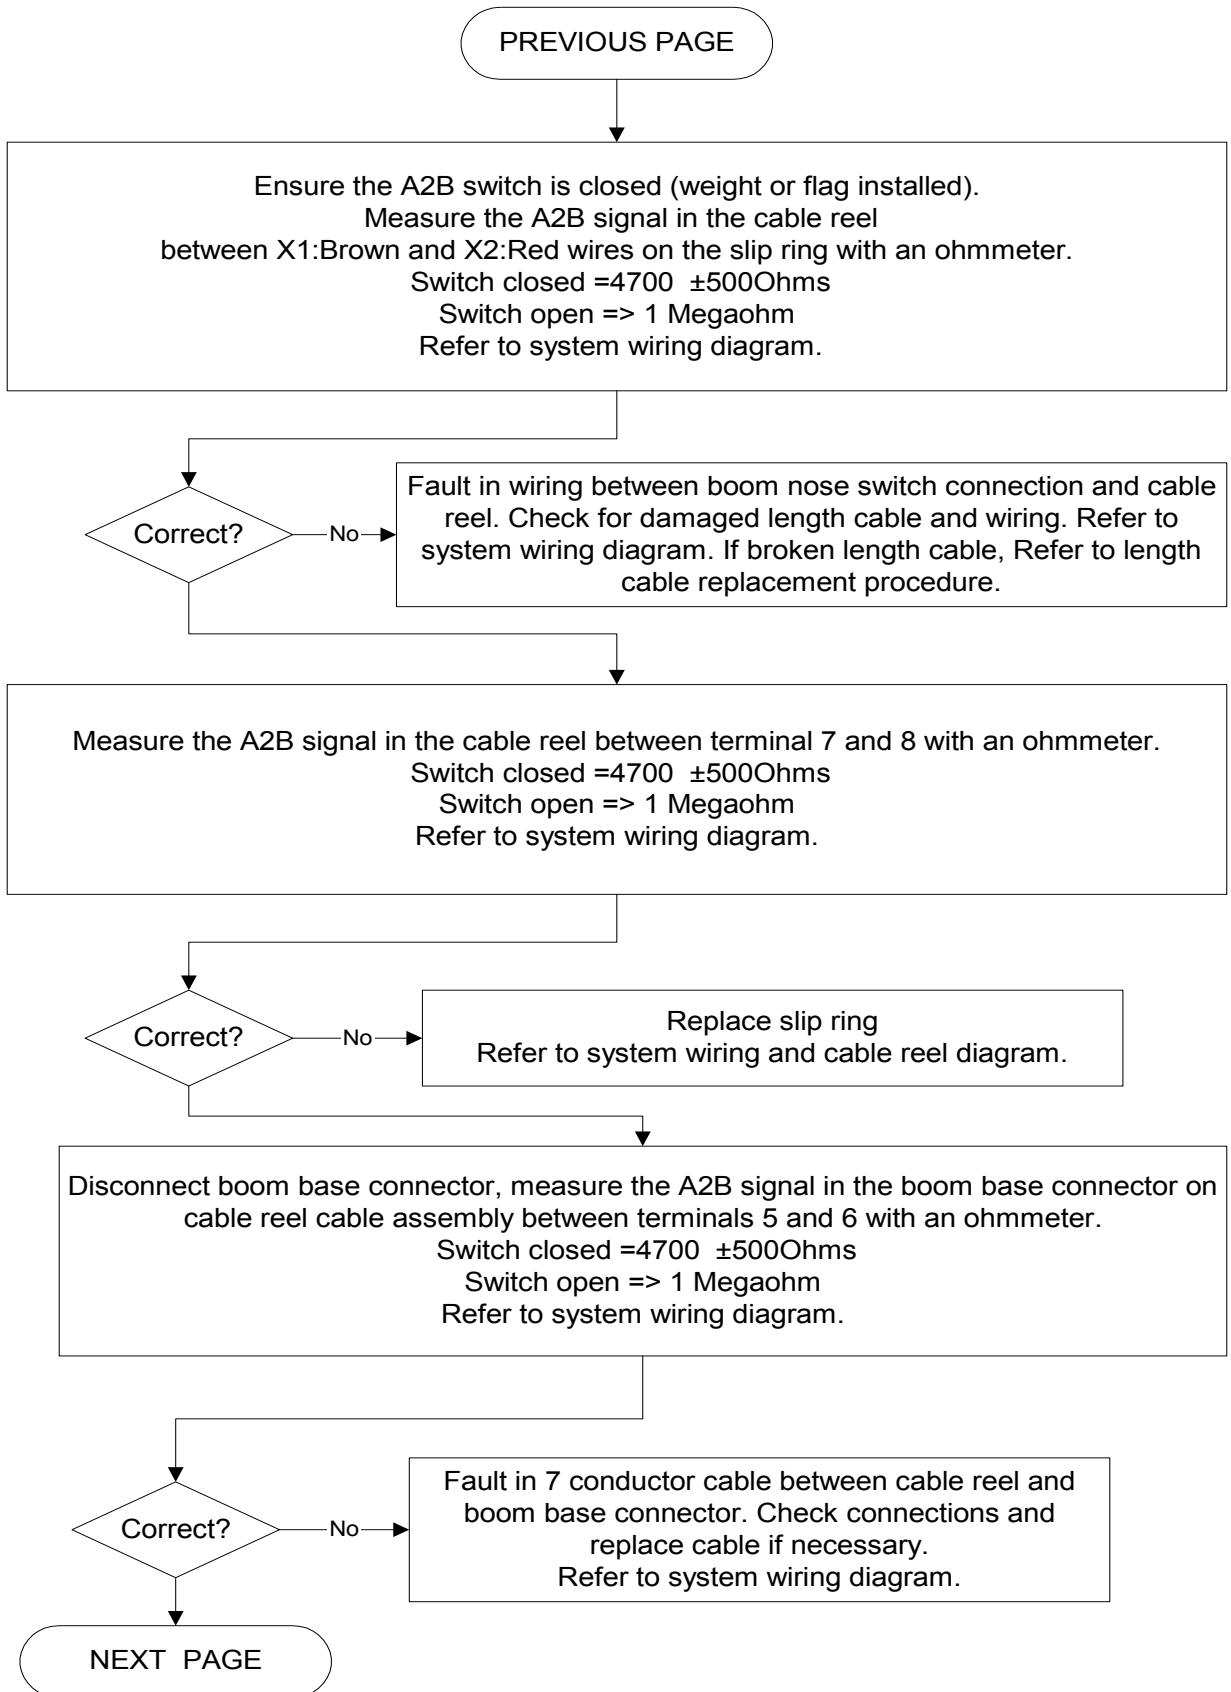 PREVIOUS PAGE
Ensure the A2B switch is closed (weight or flag installed).
Measure the A2B signal in the cable reel
between X1:Brown and X2:Red wires on the slip ring with an ohmmeter.
Switch closed =4700 ±500Ohms
Switch open => 1 Megaohm
Refer to system wiring diagram.
Correct?
No
Fault in wiring between boom nose switch connection and cable
reel. Check for damaged length cable and wiring. Refer to
system wiring diagram. If broken length cable, Refer to length
cable replacement procedure.
Measure the A2B signal in the cable reel between terminal 7 and 8 with an ohmmeter.
Switch closed =4700 ±500Ohms
Switch open => 1 Megaohm
Refer to system wiring diagram.
Correct?
No
Replace slip ring
Refer to system wiring and cable reel diagram.
Disconnect boom base connector, measure the A2B signal in the boom base connector on
cable reel cable assembly between terminals 5 and 6 with an ohmmeter.
Switch closed =4700 ±500Ohms
Switch open => 1 Megaohm
Refer to system wiring diagram.
Correct?
No
Fault in 7 conductor cable between cable reel and
boom base connector. Check connections and
replace cable if necessary.
Refer to system wiring diagram.
NEXT PAGE